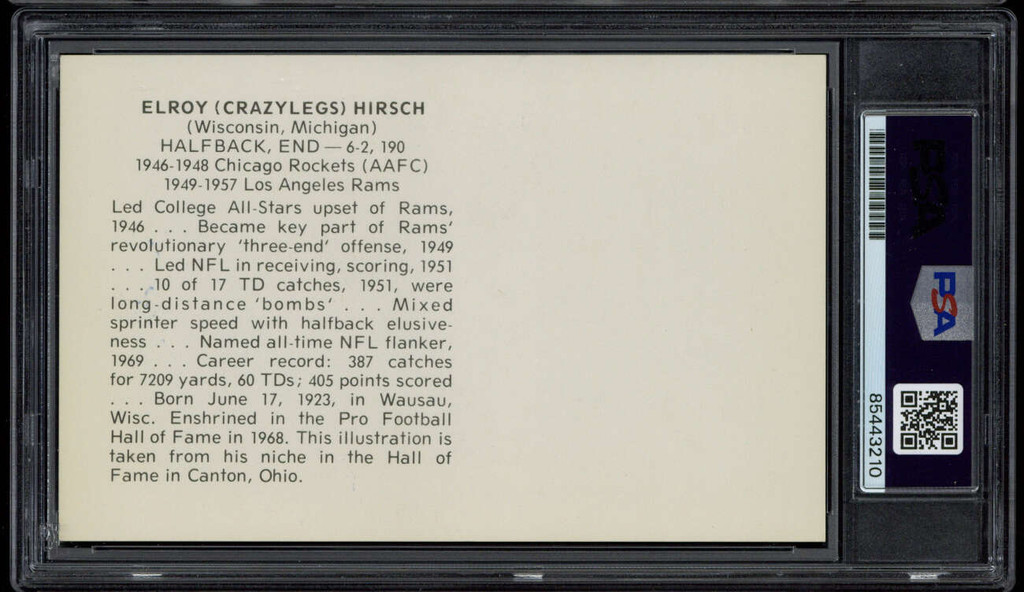 ELROY (CRAZYLEGS) HIRSCH
(Wisconsin, Michigan)
HALFBACK, END — 6-2, 190
1946-1948 Chicago Rockets (AAFC)
1949-1957 Los Angeles Rams
Led College All-Stars upset of Rams,
1946 . . . Became key part of Rams'
revolutionary 'three-end' offense, 1949
. . . Led NFL in receiving, scoring, 1951
. . . 10 of 17 TD catches, 1951, were
long-distance 'bombs' . . . Mixed
sprinter speed with halfback elusive-
ness . . . Named all-time NFL flanker,
1969 . . . Career record: 387 catches
for 7209 yards, 60 TDs; 405 points scored
. . . Born June 17, 1923, in Wausau,
Wisc. Enshrined in the Pro Football
Hall of Fame in 1968. This illustration is
taken from his niche in the Hall of
Fame in Canton, Ohio.
PSA
PSA
85443210